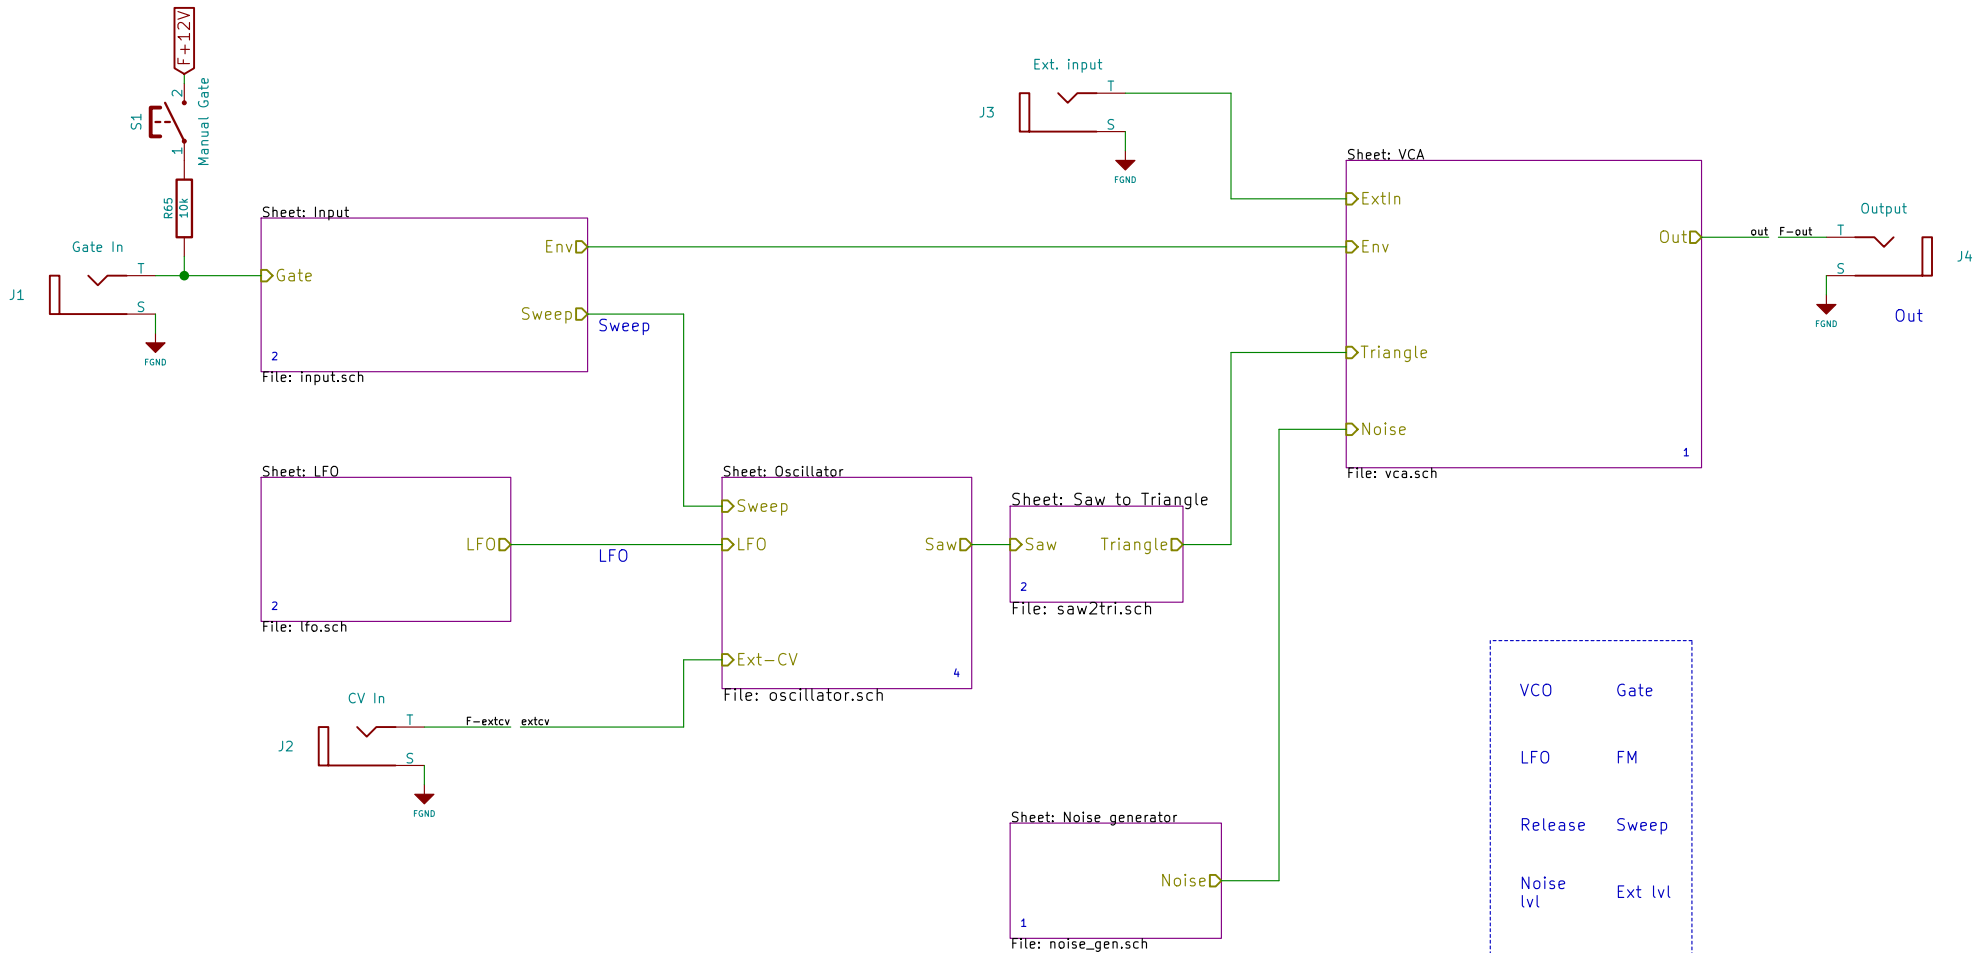 F+12V
2
S1
Manual Gate
1
R65
10k
Gate In
T
J1
S
FGND
Sheet: Input
Env
Gate
Sweep
Sweep
2
File: input.sch
Ext. input
T
J3
S
FGND
Sheet: VCA
ExtIn
Env
Out
Triangle
Noise
1
File: vca.sch
out
F-out
Output
T
J4
S
FGND
Out
Sheet: LFO
LFO
LFO
2
File: lfo.sch
Sheet: Oscillator
Sweep
LFO
Saw
Ext-CV
4
File: oscillator.sch
Sheet: Saw to Triangle
Saw
Triangle
2
File: saw2tri.sch
CV In
T
F-extcv
extcv
J2
S
FGND
Sheet: Noise generator
Noise
1
File: noise_gen.sch
VCO
Gate
LFO
FM
Release
Sweep
Noise
lvl
Ext lvl